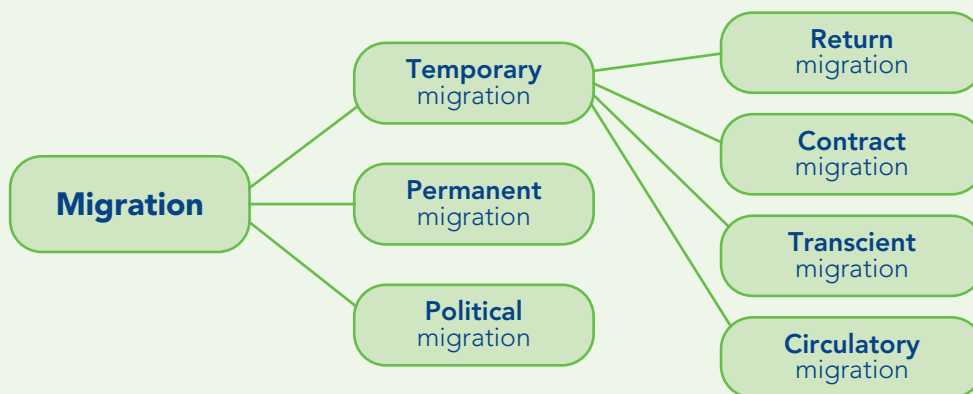 Migration
Temporary
migration
Permanent
migration
Political
migration
Return
migration
Contract
migration
Transcient
migration
Circulatory
migration